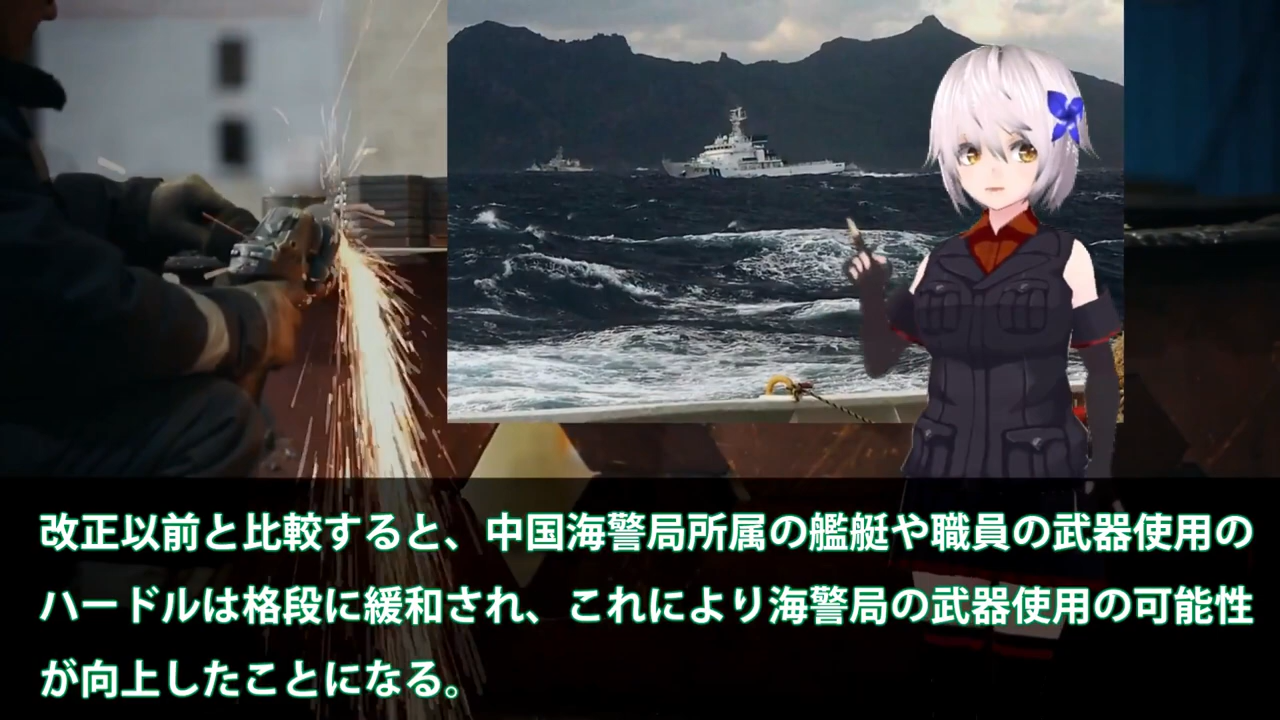 改正以前と比較すると、中国海警局所属の艦艇や職員の武器使用の
ハードルは格段に緩和され、これにより海警局の武器使用の可能性
が向上したことになる。